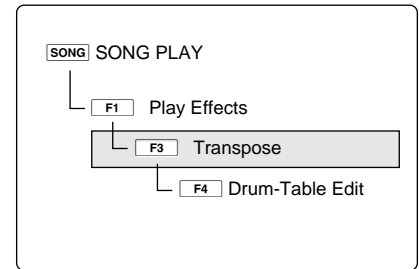 SONG SONG PLAY
F1 Play Effects
F3 Transpose
F4 Drum-Table Edit